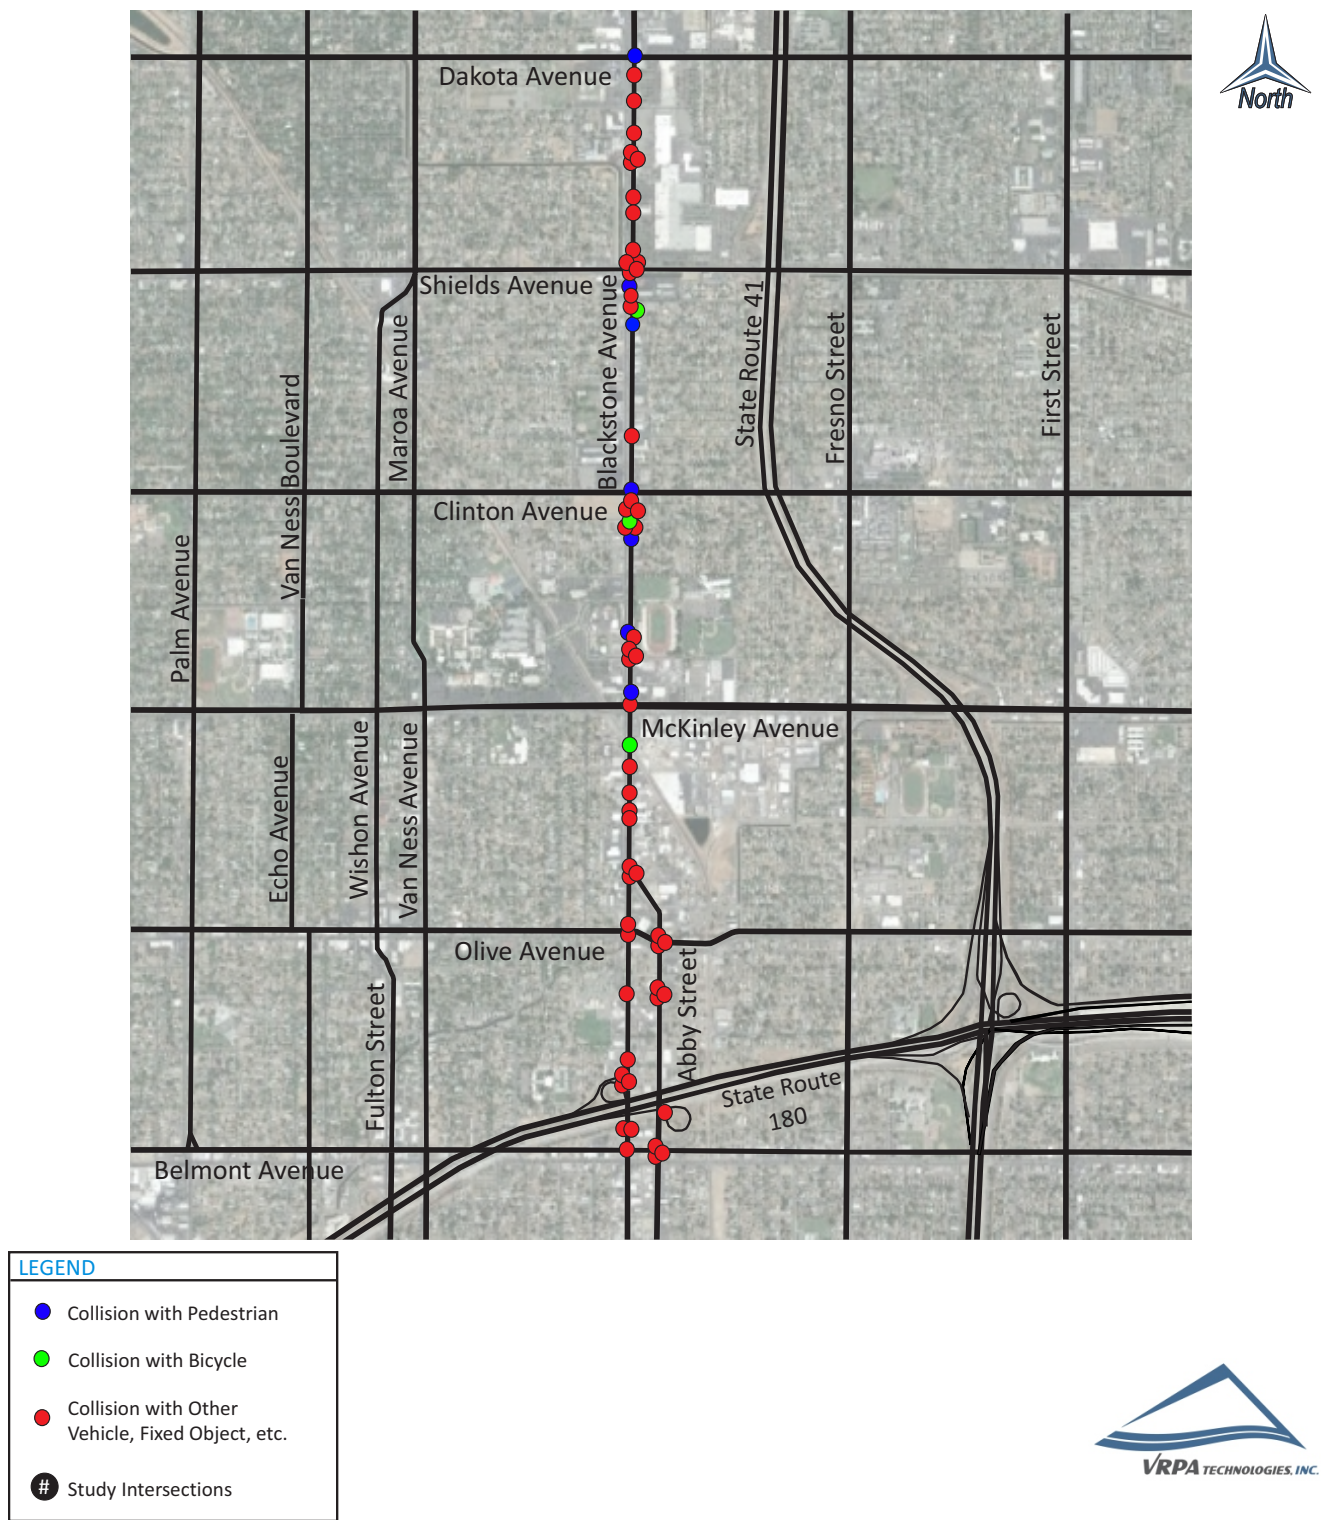 North
Dakota Avenue
Shields Avenue
Blackstone Avenue
State Route 41
Fresno Street
First Street
Maroa Avenue
Van Ness Boulevard
Clinton Avenue
Palm Avenue
McKinley Avenue
Echo Avenue
Wishon Avenue
Van Ness Avenue
Olive Avenue
Abby Street
Fulton Street
State Route
180
Belmont Avenue
LEGEND
Collision with Pedestrian
Collision with Bicycle
Collision with Other
Vehicle, Fixed Object, etc.
# Study Intersections
VRPA TECHNOLOGIES, INC.